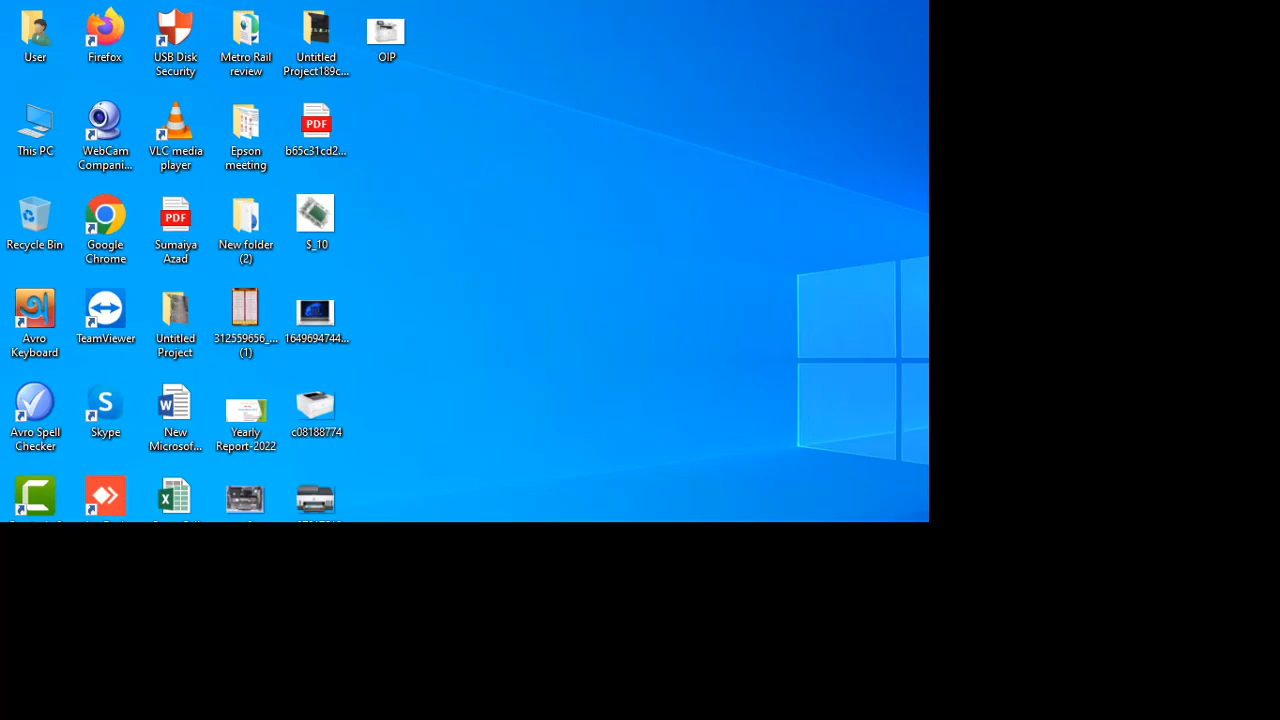 User
Firefox
USB Disk
Security
Metro Rail
review
Untitled
Project189c...
OIP
This PC
WebCam
Compani...
VLC media
player
Epson
meeting
PDF
b65c31cd2...
Recycle Bin
Google
Chrome
PDF
Sumaiya
Azad
New folder
(2)
S_10
Avro
Keyboard
TeamViewer
Untitled
Project
312559656_...
(1)
1649694744...
Avro Spell
Checker
Skype
New
Microsof...
Yearly
Report-2022
c08188774